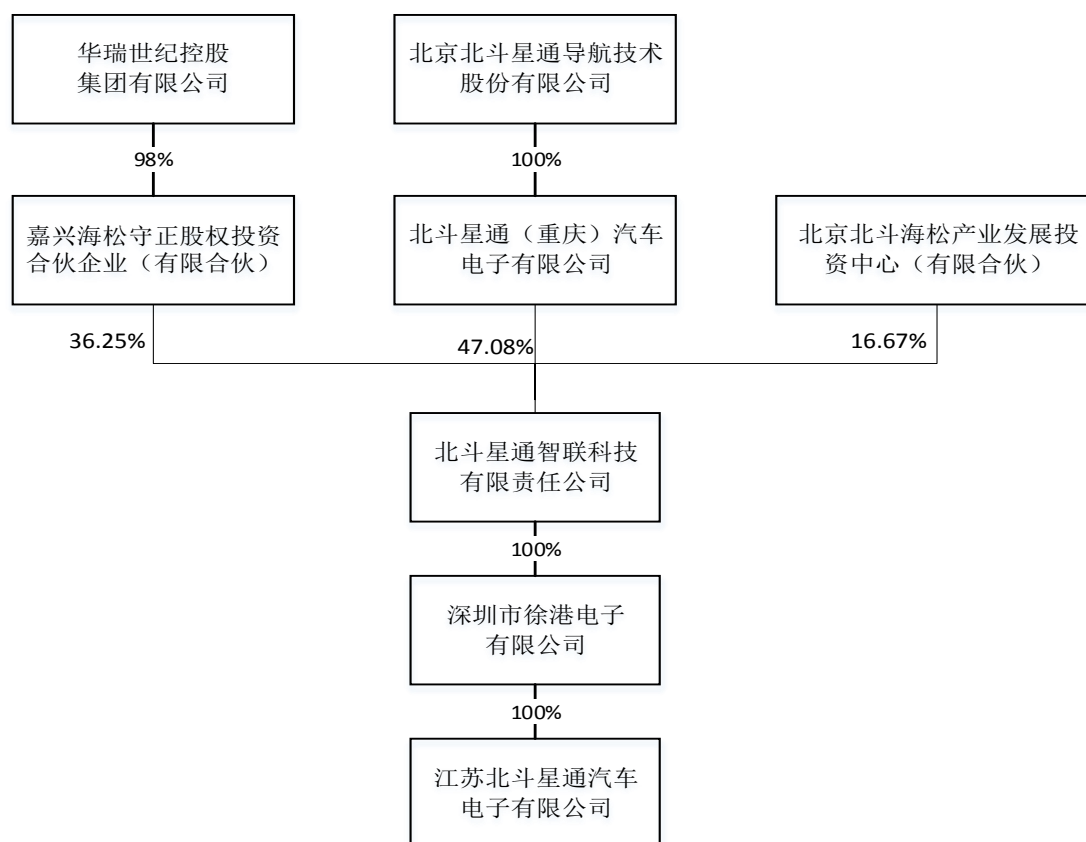 华瑞世纪控股
集团有限公司
北京北斗星通导航技术
股份有限公司
98%
100%
嘉兴海松守正股权投资
合伙企业（有限合伙）
北斗星通（重庆）汽车
电子有限公司
北京北斗海松产业发展投
资中心（有限合伙）
36.25%
47.08%
16.67%
北斗星通智联科技
有限责任公司
100%
深圳市徐港电子
有限公司
100%
江苏北斗星通汽车
电子有限公司